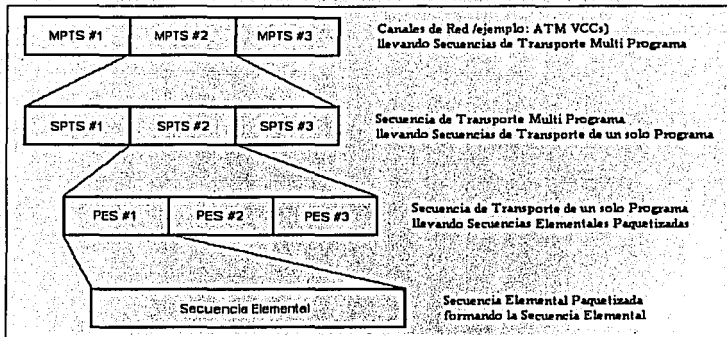 MPTS #1 MPTS #2 MPTS #3
Canales de Red /ejemplo: ATM VCCs)
llevando Secuencias de Transporte Multi Programa
SPTS #1 SPTS #2 SPTS #3
Secuencia de Transporte Multi Programa
llevando Secuencias de Transporte de un solo Programa
PES #1 PES #2 PES #3
Secuencia de Transporte de un solo Programa
llevando Secuencias Elementales Paquetizadas
Secuencia Elemental
Secuencia Elemental Paquetizada
formando la Secuencia Elemental